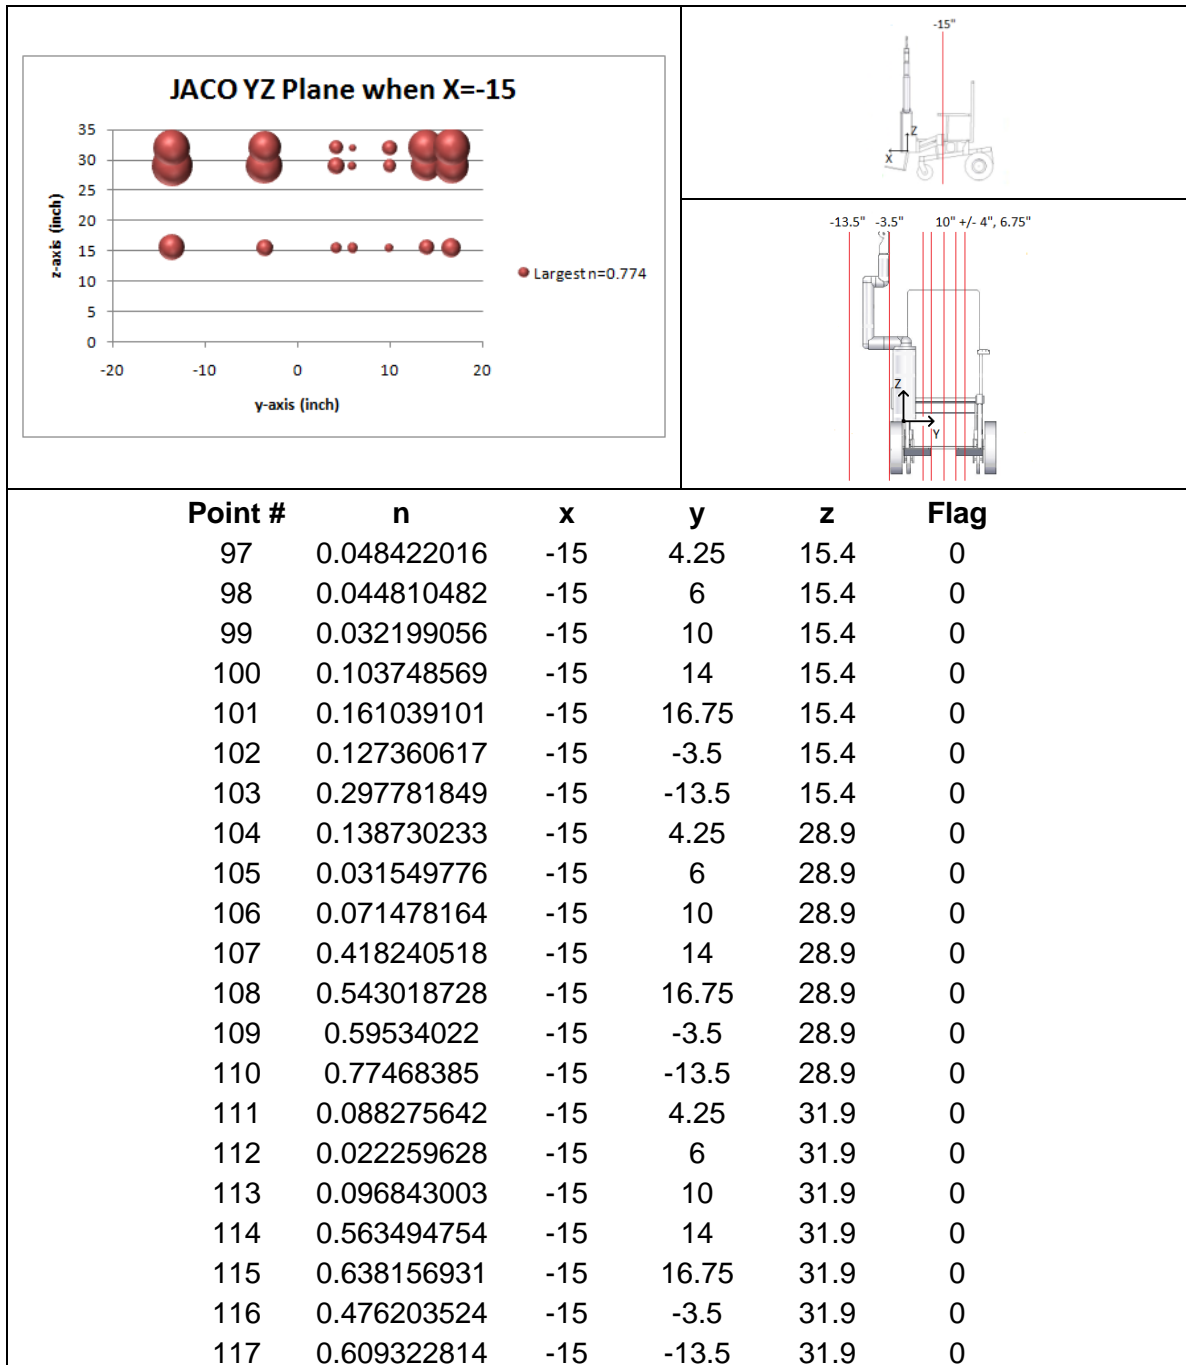 JACO YZ Plane when X=-15
35
30
25
20
15
10
5
0
z-axis (inch)
-20 -10 0 10 20
y-axis (inch)
Largest n=0.774
-15"
Z
X
-13.5" -3.5" 10" +/- 4", 6.75"
Z
Y
Point # n x y z Flag
97 0.048422016 -15 4.25 15.4 0
98 0.044810482 -15 6 15.4 0
99 0.032199056 -15 10 15.4 0
100 0.103748569 -15 14 15.4 0
101 0.161039101 -15 16.75 15.4 0
102 0.127360617 -15 -3.5 15.4 0
103 0.297781849 -15 -13.5 15.4 0
104 0.138730233 -15 4.25 28.9 0
105 0.031549776 -15 6 28.9 0
106 0.071478164 -15 10 28.9 0
107 0.418240518 -15 14 28.9 0
108 0.543018728 -15 16.75 28.9 0
109 0.59534022 -15 -3.5 28.9 0
110 0.77468385 -15 -13.5 28.9 0
111 0.088275642 -15 4.25 31.9 0
112 0.022259628 -15 6 31.9 0
113 0.096843003 -15 10 31.9 0
114 0.563494754 -15 14 31.9 0
115 0.638156931 -15 16.75 31.9 0
116 0.476203524 -15 -3.5 31.9 0
117 0.609322814 -15 -13.5 31.9 0